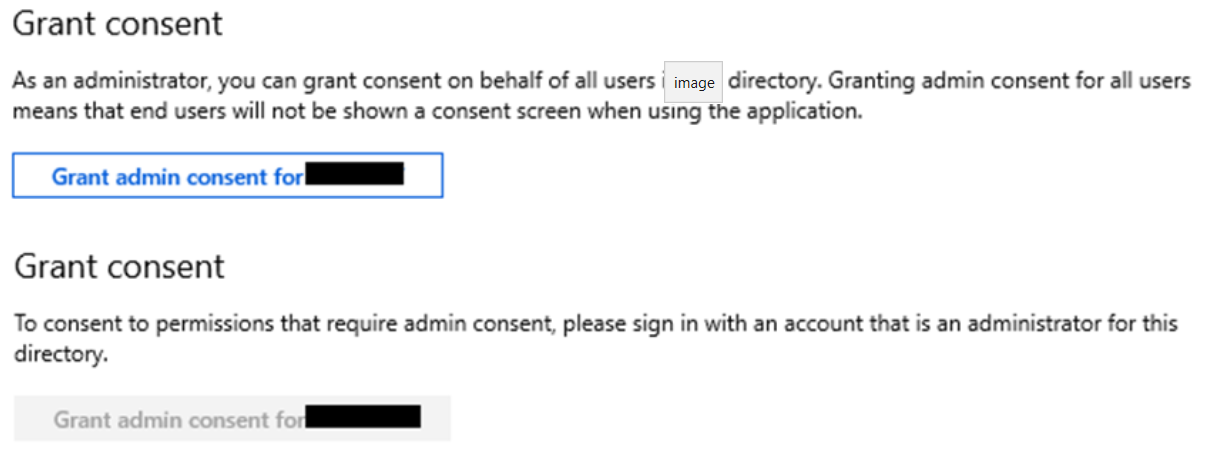 Grant consent
As an administrator, you can grant consent on behalf of all users image directory. Granting admin consent for all users
means that end users will not be shown a consent screen when using the application.
Grant admin consent for
Grant consent
To consent to permissions that require admin consent, please sign in with an account that is an administrator for this
directory.
Grant admin consent for